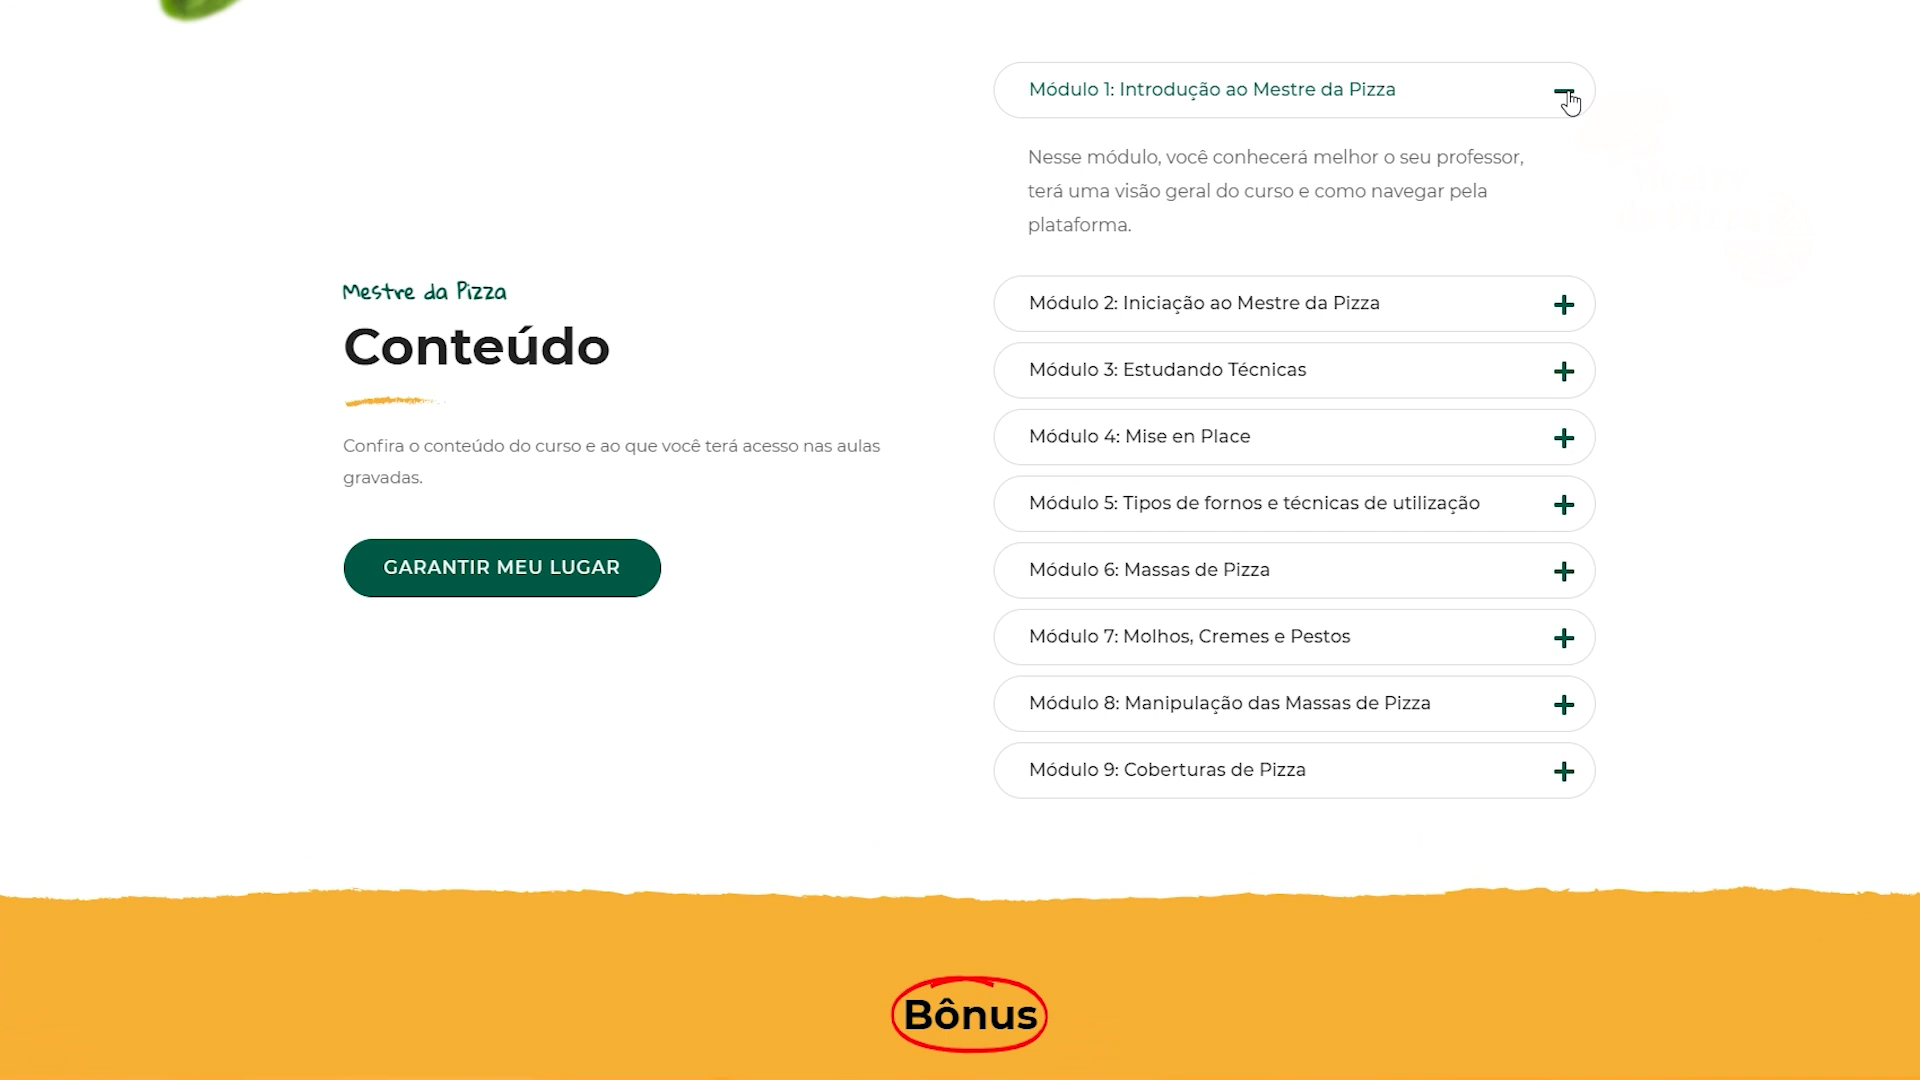 Mestre da Pizza
Conteúdo
Confira o conteúdo do curso e ao que você terá acesso nas aulas
gravadas.
GARANTIR MEU LUGAR
Módulo 1: Introdução ao Mestre da Pizza
Nesse módulo, você conhecerá melhor o seu professor,
terá uma visão geral do curso e como navegar pela
plataforma.
Módulo 2: Iniciação ao Mestre da Pizza
Módulo 3: Estudando Técnicas
Módulo 4: Mise en Place
Módulo 5: Tipos de fornos e técnicas de utilização
Módulo 6: Massas de Pizza
Módulo 7: Molhos, Cremes e Pestos
Módulo 8: Manipulação das Massas de Pizza
Módulo 9: Coberturas de Pizza
Bônus